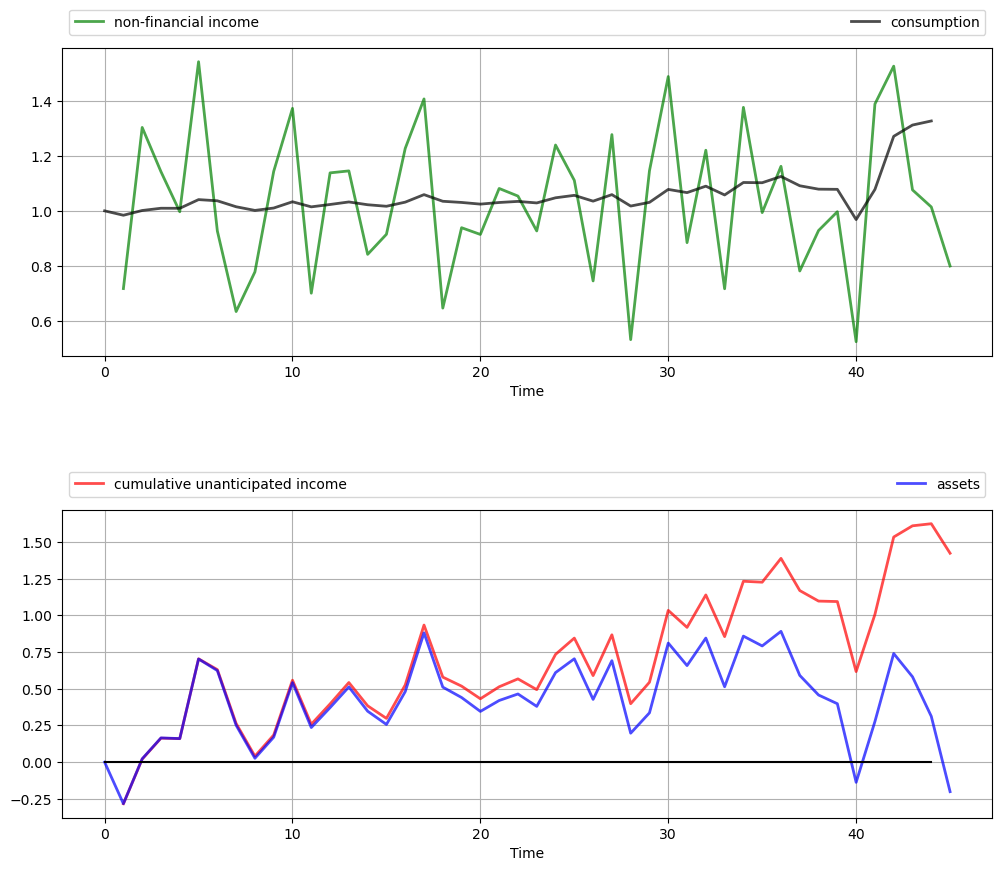 non-financial income consumption
1.4
1.2
1.0
0.8
0.6
0 10 20 30 40
Time
cumulative unanticipated income assets
1.50
1.25
1.00
0.75
0.50
0.25
0.00
−0.25
0 10 20 30 40
Time